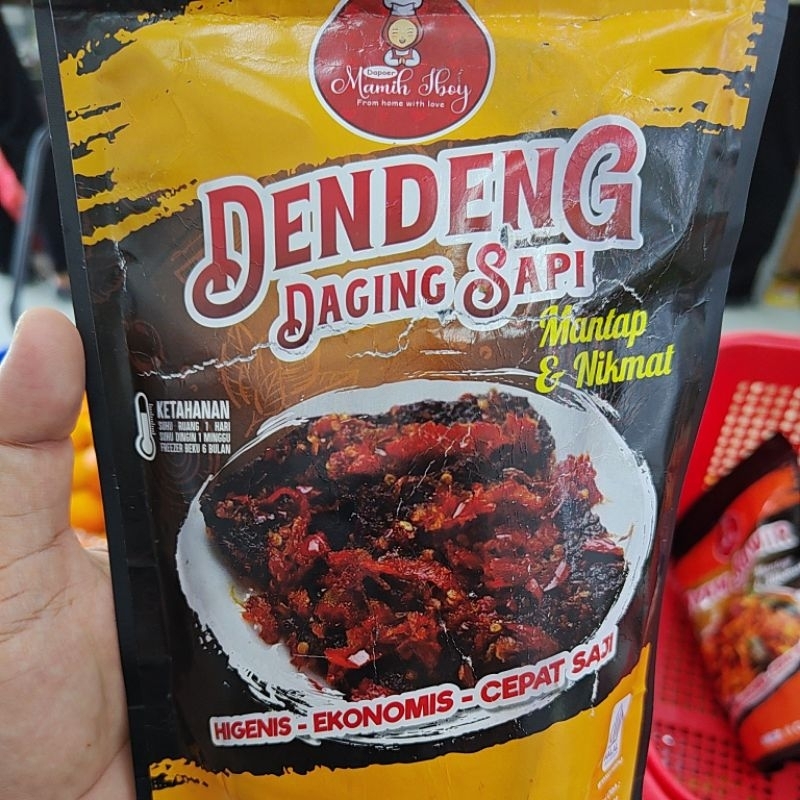 Dapoer
Mamih Iboy
From home with love
DENDENG
DAGING SAPI
Mantap
& Nikmat
KETAHANAN
SUHU RUANG 1 HARI
SUHU DINGIN 1 MINGGU
FREEZER BEKU 6 BULAN
HIGENIS - EKONOMIS - CEPAT SAJI